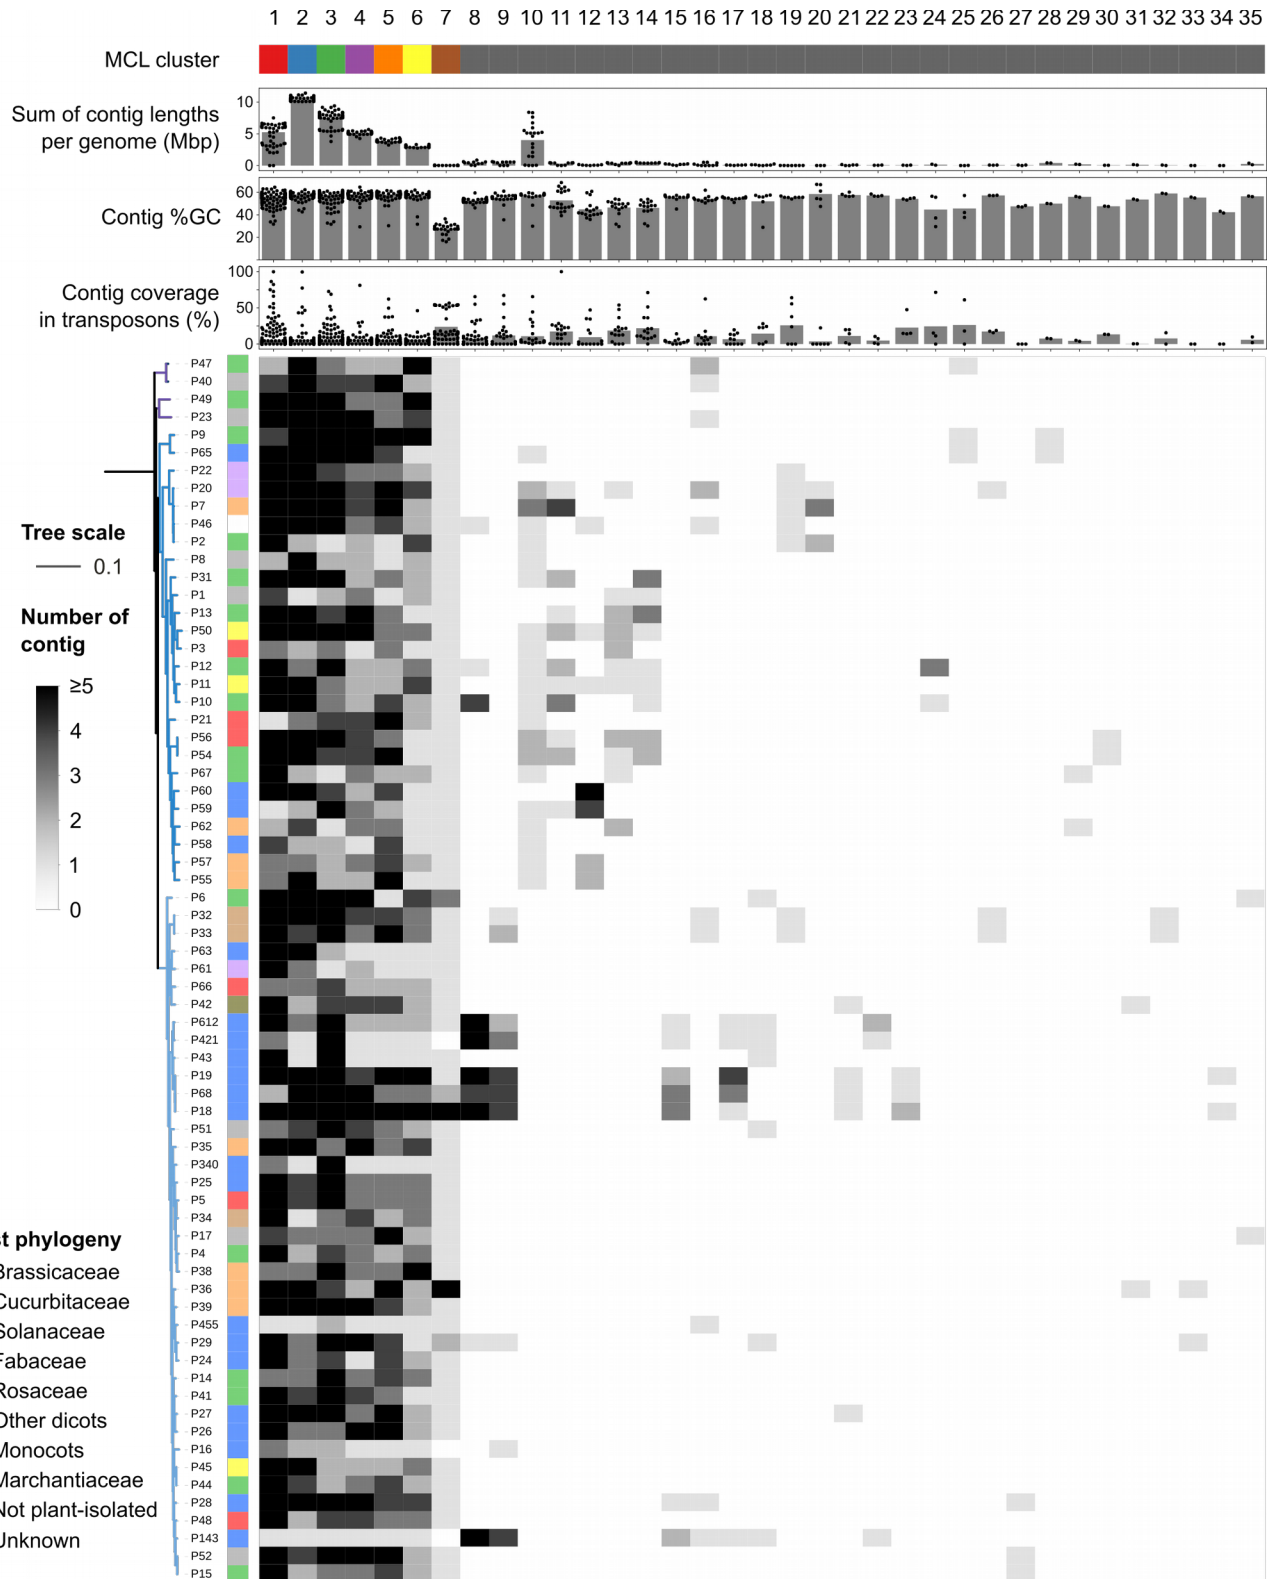 1 2 3 4 5 6 7 8 9 10 11 12 13 14 15 16 17 18 19 20 21 22 23 24 25 26 27 28 29 30 31 32 33 34 35
MCL cluster
Sum of contig lengths
per genome (Mbp)
10
5
0
Contig %GC
60
40
20
Contig coverage
in transposons (%)
100
50
0
Tree scale
0.1
Number of
contig
≥5
4
3
2
1
0
P47
P40
P49
P23
P9
P65
P22
P20
P7
P46
P2
P8
P31
P1
P13
P50
P3
P12
P11
P10
P21
P56
P54
P67
P60
P59
P62
P58
P57
P55
P6
P32
P33
P63
P61
P66
P42
P612
P421
P43
P19
P68
P18
P51
P35
P340
P25
P5
P34
P17
P4
P38
P36
P39
P455
P29
P24
P14
P41
P27
P26
P16
P45
P44
P28
P48
P143
P52
P15
t phylogeny
Brassicaceae
Cucurbitaceae
Solanaceae
Fabaceae
Rosaceae
Other dicots
Monocots
Marchantiaceae
Not plant-isolated
Unknown